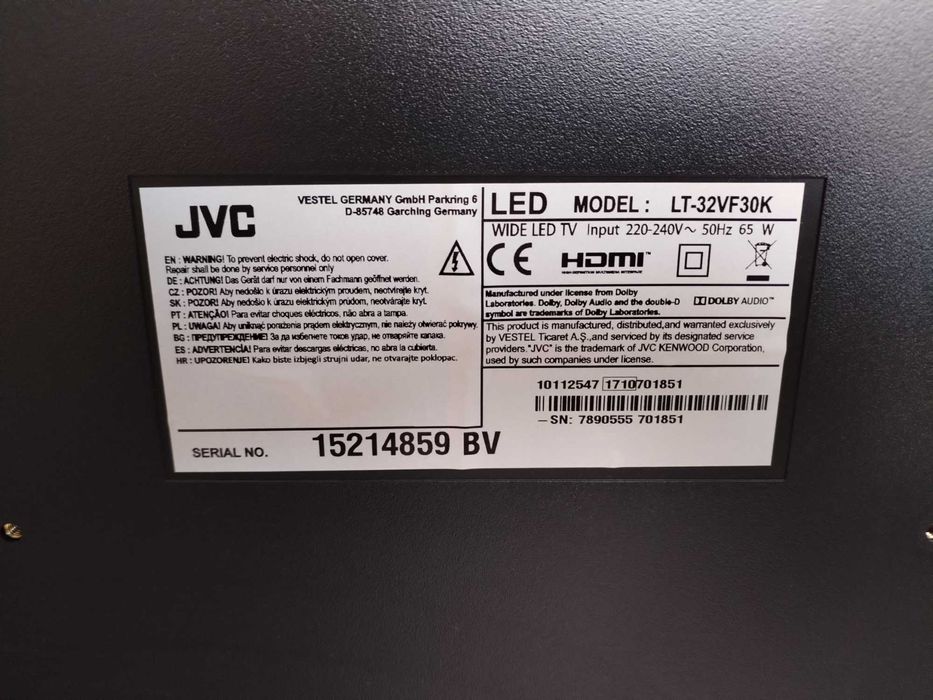 JVC
VESTEL GERMANY GmbH Parkring 6
D-85748 Garching Germany
EN : WARNING! To prevent electric shock, do not open cover.
Repair shall be done by service personnel only
DE : ACHTUNG! Das Gerät darf nur von einem Fachmann geöffnet werden.
CZ : POZOR! Aby nedošlo k úrazu elektrickým proudem, neotvírejte kryt.
SK : POZOR! Aby nedošlo k úrazu elektrickým prúdom, neotvárajte kryt.
PT : ATENÇÃO! Para evitar choques eléctricos, não abra a tampa.
PL : UWAGA! Aby uniknąć porażenia prądem elektrycznym, nie należy otwierać pokrywy.
BG : ПРЕДУПРЕЖДЕНИЕ! За да избегнете токов удар, не отваряйте капака.
ES : ADVERTENCIA! Para evitar descargas eléctricas, no abra la cubierta.
HR : UPOZORENJE! Kako biste izbjegli strujni udar, ne otvarajte poklopac.
SERIAL NO. 15214859 BV
LED MODEL : LT-32VF30K
WIDE LED TV Input 220-240V~ 50Hz 65 W
CE HDMI™
HIGH-DEFINITION MULTIMEDIA INTERFACE
Manufactured under license from Dolby
Laboratories. Dolby, Dolby Audio and the double-D
symbol are trademarks of Dolby Laboratories.
DOLBY AUDIO™
This product is manufactured, distributed,and warranted exclusively
by VESTEL Ticaret A.Ş.,and serviced by its designated service
providers."JVC" is the trademark of JVC KENWOOD Corporation,
used by such companies under license.
10112547 1710701851
– SN: 7890555 701851